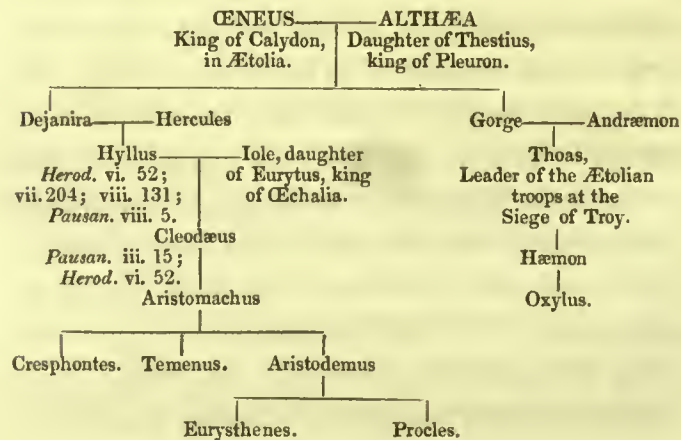 ŒNEUS ALTHÆA
King of Calydon, Daughter of Thestius,
in Ætolia. king of Pleuron.
Dejanira Hercules Gorge Andræmon
Hyllus Iole, daughter Thoas,
Herod. vi. 52; of Eurytus, king Leader of the Ætolian
vii. 204; viii. 131; of Œchalia. troops at the
Pausan. viii. 5. Siege of Troy.
Cleodæus
Pausan. iii. 15; Hæmon
Herod. vi. 52.
Aristomachus Oxylus.
Cresphontes. Temenus. Aristodemus
Eurysthenes. Procles.